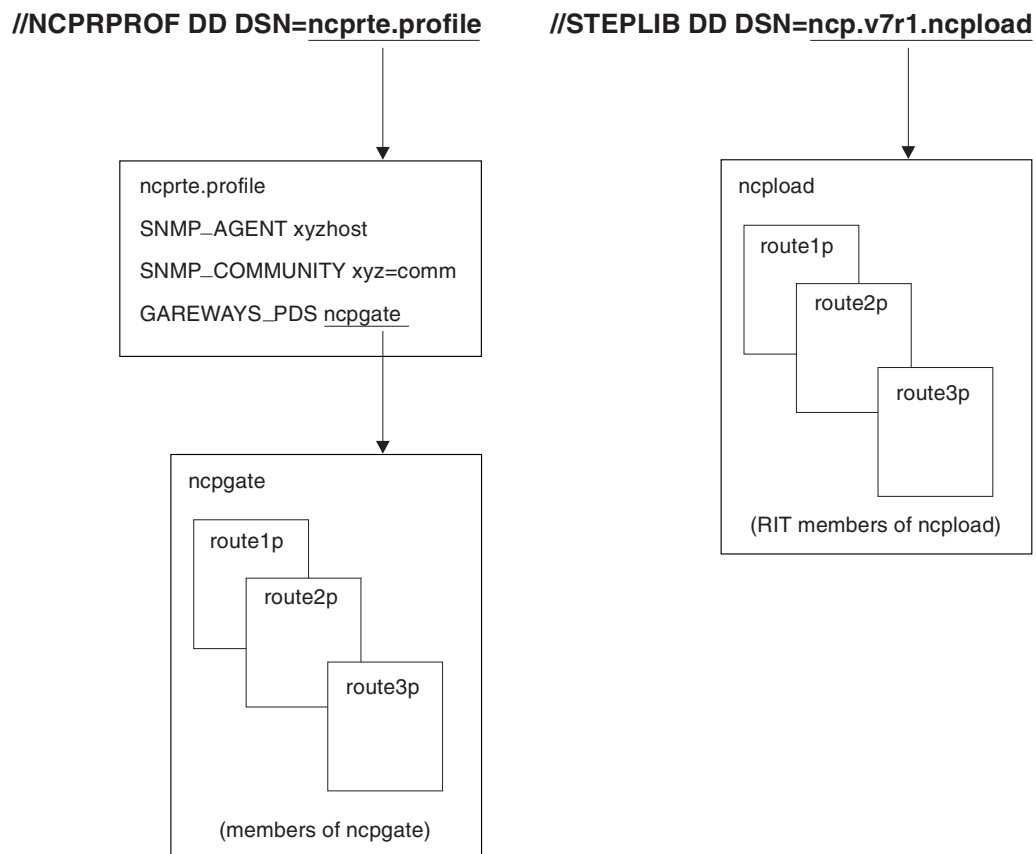 //NCPRPROF DD DSN=ncprte.profile
//STEPLIB DD DSN=ncp.v7r1.ncpload
ncprte.profile
SNMP_AGENT xyzhost
SNMP_COMMUNITY xyz=comm
GAREWAYS_PDS ncpgate
ncpgate
route1p
route2p
route3p
(members of ncpgate)
ncpload
route1p
route2p
route3p
(RIT members of ncpload)